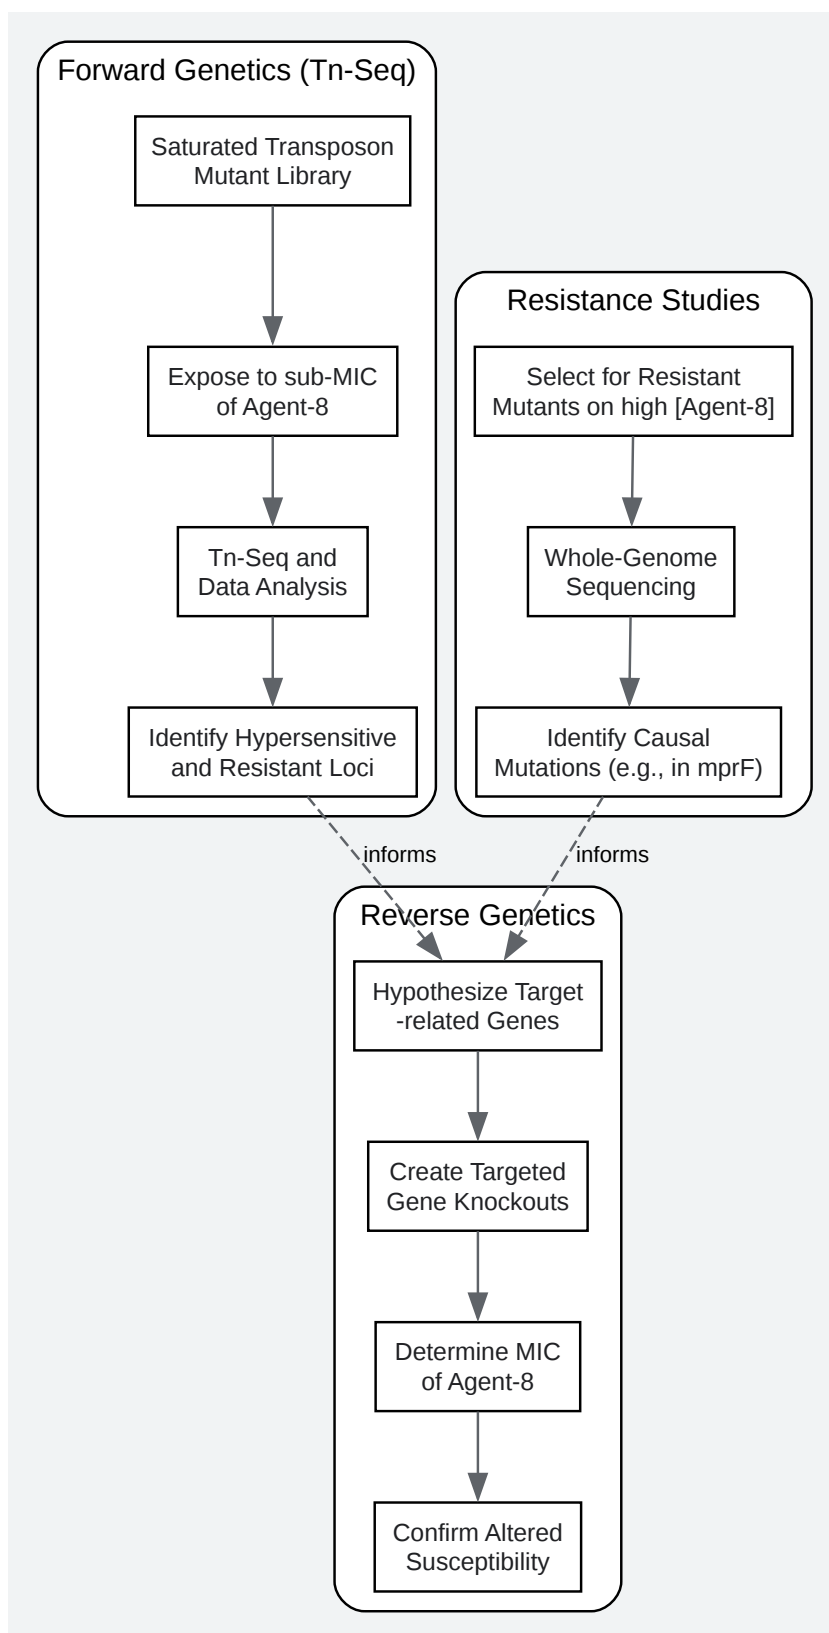 Forward Genetics (Tn-Seq)
Saturated Transposon
Mutant Library
Expose to sub-MIC
of Agent-8
Tn-Seq and
Data Analysis
Identify Hypersensitive
and Resistant Loci
Resistance Studies
Select for Resistant
Mutants on high [Agent-8]
Whole-Genome
Sequencing
Identify Causal
Mutations (e.g., in mprF)
informs
informs
Reverse Genetics
Hypothesize Target
-related Genes
Create Targeted
Gene Knockouts
Determine MIC
of Agent-8
Confirm Altered
Susceptibility